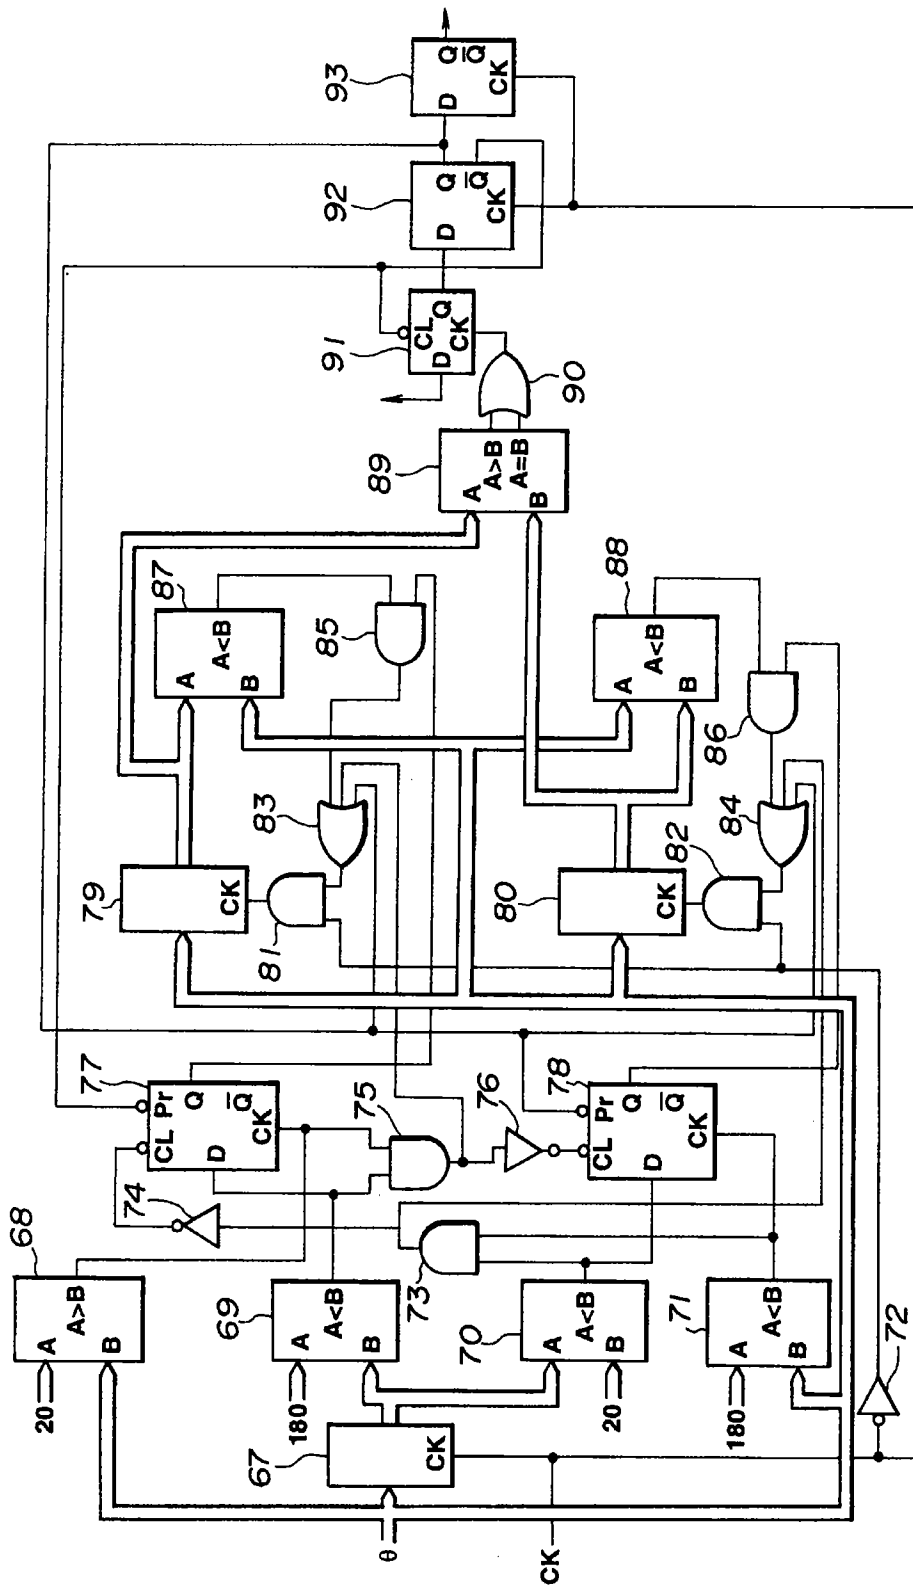 68
20
A
A>B
B
69
180
A
A<B
B
70
A
A<B
20
B
71
180
A
A<B
B
67
θ
CK
CK
72
73
74
75
76
77
CL
Pr
D
Q
Q
CK
78
CL
Pr
D
Q
Q
CK
79
CK
80
CK
81
82
83
84
85
86
87
A
A<B
B
88
A
A<B
B
89
A
A>B
A=B
B
90
91
CL
D
Q
CK
92
D
Q
Q
CK
93
D
Q
Q
CK